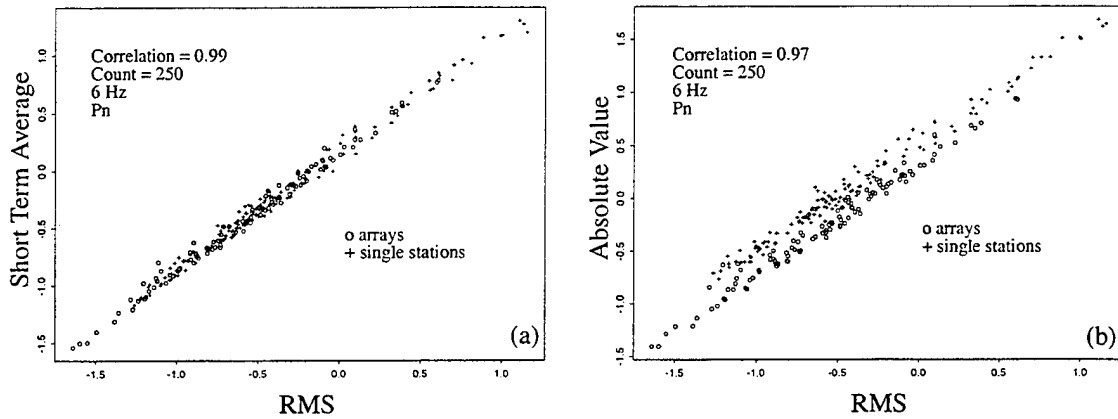 Correlation = 0.99
Count = 250
6 Hz
Pn
Short Term Average
1.0
0.5
0.0
-0.5
-1.0
-1.5
o arrays
+ single stations
(a)
-1.5
-1.0
-0.5
0.0
0.5
1.0
RMS
Correlation = 0.97
Count = 250
6 Hz
Pn
Absolute Value
1.5
1.0
0.5
0.0
-0.5
-1.0
-1.5
o arrays
+ single stations
(b)
-1.5
-1.0
-0.5
0.0
0.5
1.0
RMS